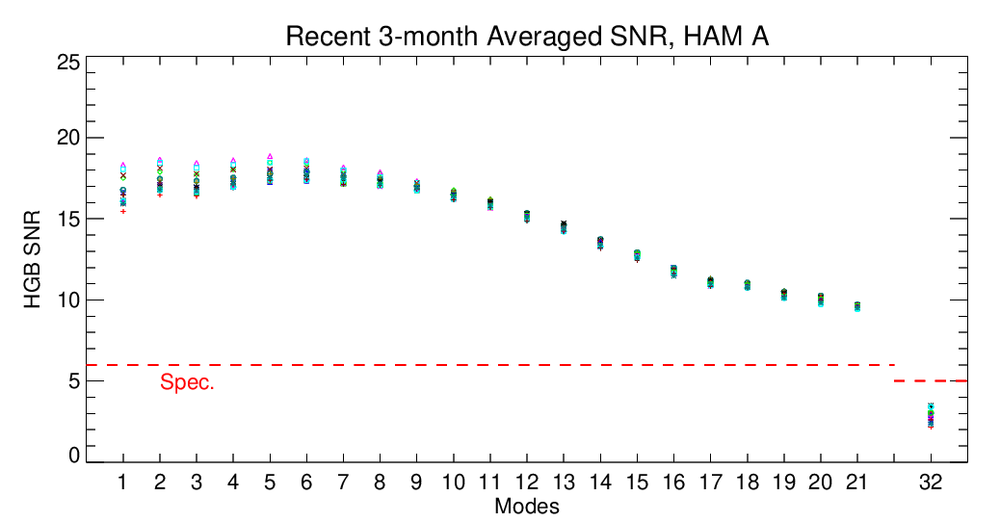 Recent 3-month Averaged SNR, HAM A
25
20
15
10
5
0
HGB SNR
Spec.
1 2 3 4 5 6 7 8 9 10 11 12 13 14 15 16 17 18 19 20 21 32
Modes